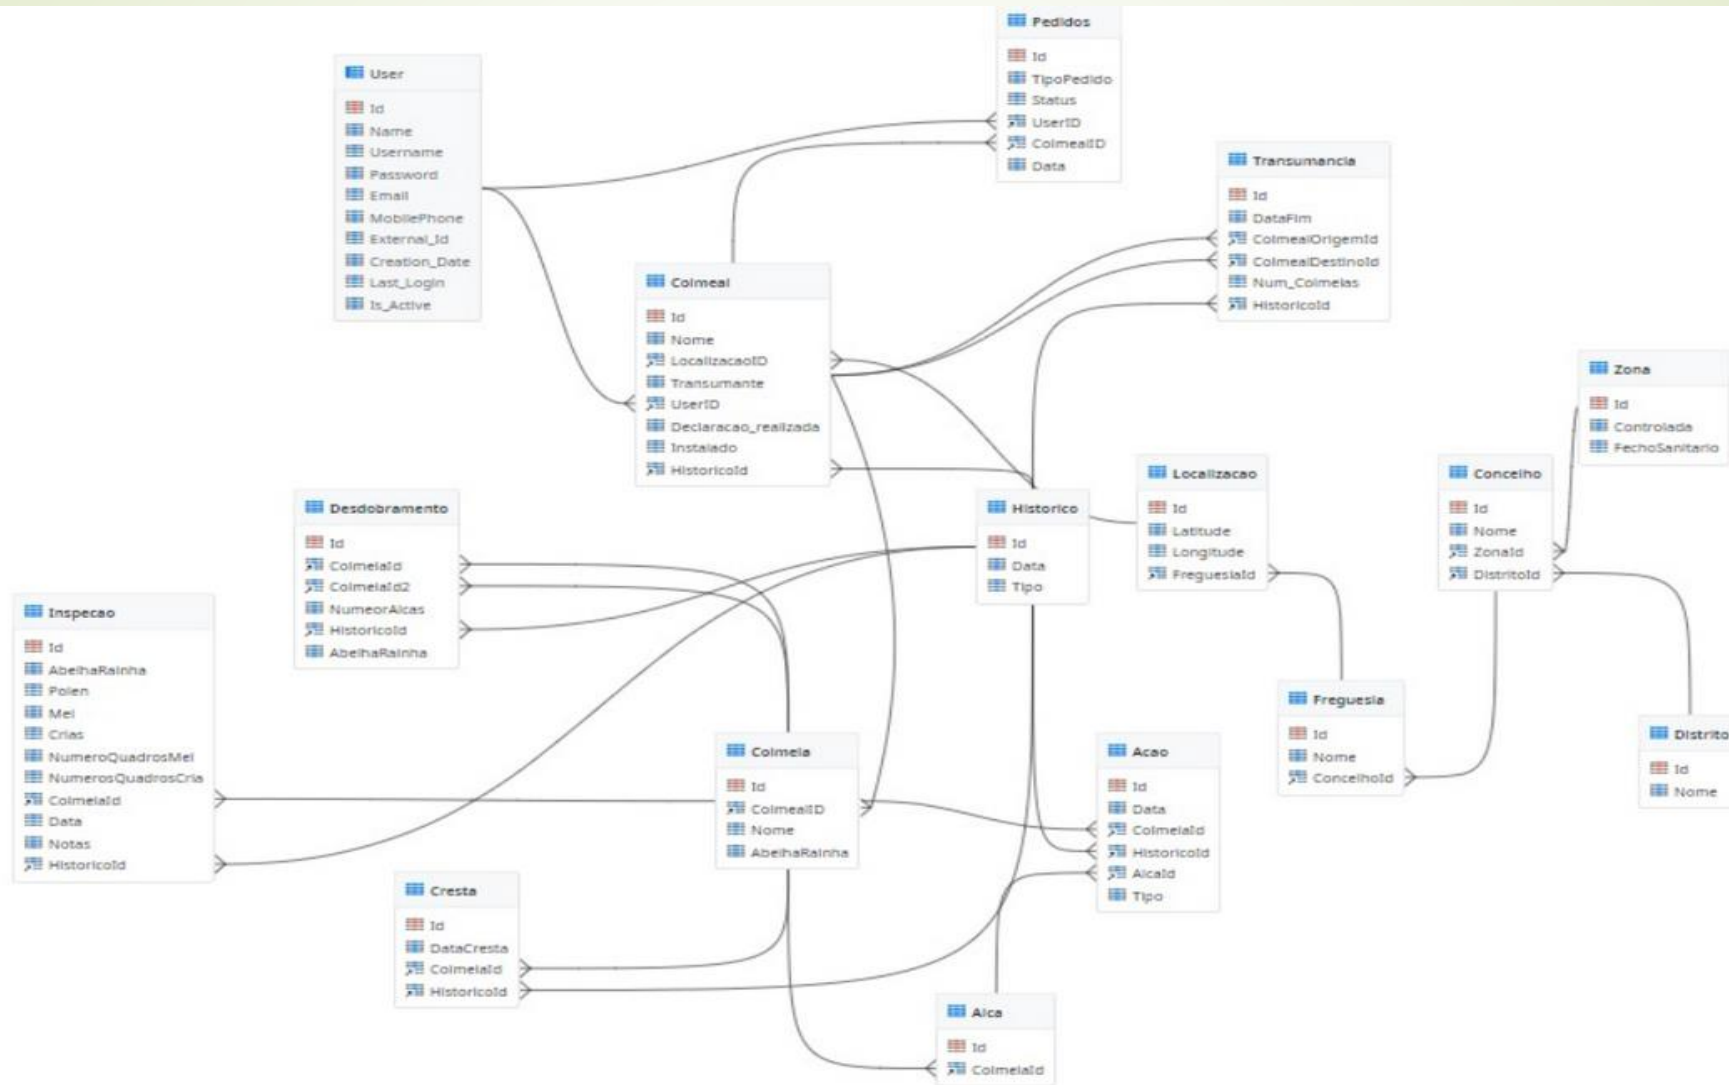 Pedidos
Id
TipoPedido
Status
UserID
ColmealID
Data
User
Id
Name
Username
Password
Email
MobilePhone
External_Id
Creation_Date
Last_Login
Is_Active
Transumancia
Id
DataFim
ColmealOrigemId
ColmealDestinoId
Num_Colmeias
HistoricoId
Colmeal
Id
Nome
LocalizacaoID
Transumante
UserID
Declaracao_realizada
Instalado
HistoricoId
Zona
Id
Controlada
FechoSanitario
Localizacao
Id
Latitude
Longitude
FreguesiaId
Concelho
Id
Nome
ZonaId
DistritoId
Desdobramento
Id
ColmeiaId
ColmeiaId2
NumeorAlcas
HistoricoId
AbelhaRainha
Historico
Id
Data
Tipo
Inspecao
Id
AbelhaRainha
Polen
Mel
Crias
NumeroQuadrosMel
NumerosQuadrosCria
ColmeiaId
Data
Notas
HistoricoId
Freguesia
Id
Nome
ConcelhoId
Distrito
Id
Nome
Colmeia
Id
ColmealID
Nome
AbelhaRainha
Acao
Id
Data
ColmeiaId
HistoricoId
AlcaId
Tipo
Cresta
Id
DataCresta
ColmeiaId
HistoricoId
Alca
Id
ColmeiaId